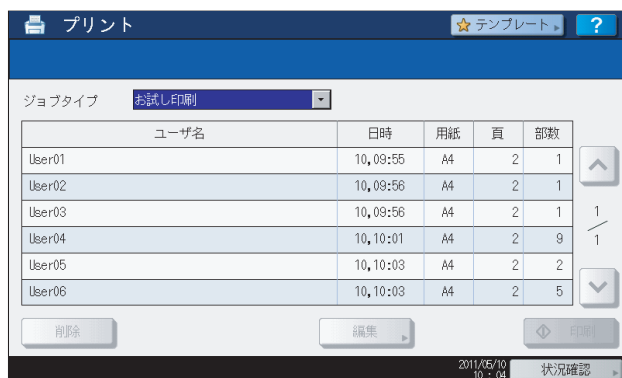 プリント テンプレート ?
ジョブタイプ お試し印刷
ユーザ名 日時 用紙 頁 部数
User01 10,09:55 A4 2 1
User02 10,09:56 A4 2 1
User03 10,09:56 A4 2 1
User04 10,10:01 A4 2 9
User05 10,10:03 A4 2 2
User06 10,10:03 A4 2 5
1/1
削除 編集 印刷
2011/05/10
10:04 状況確認